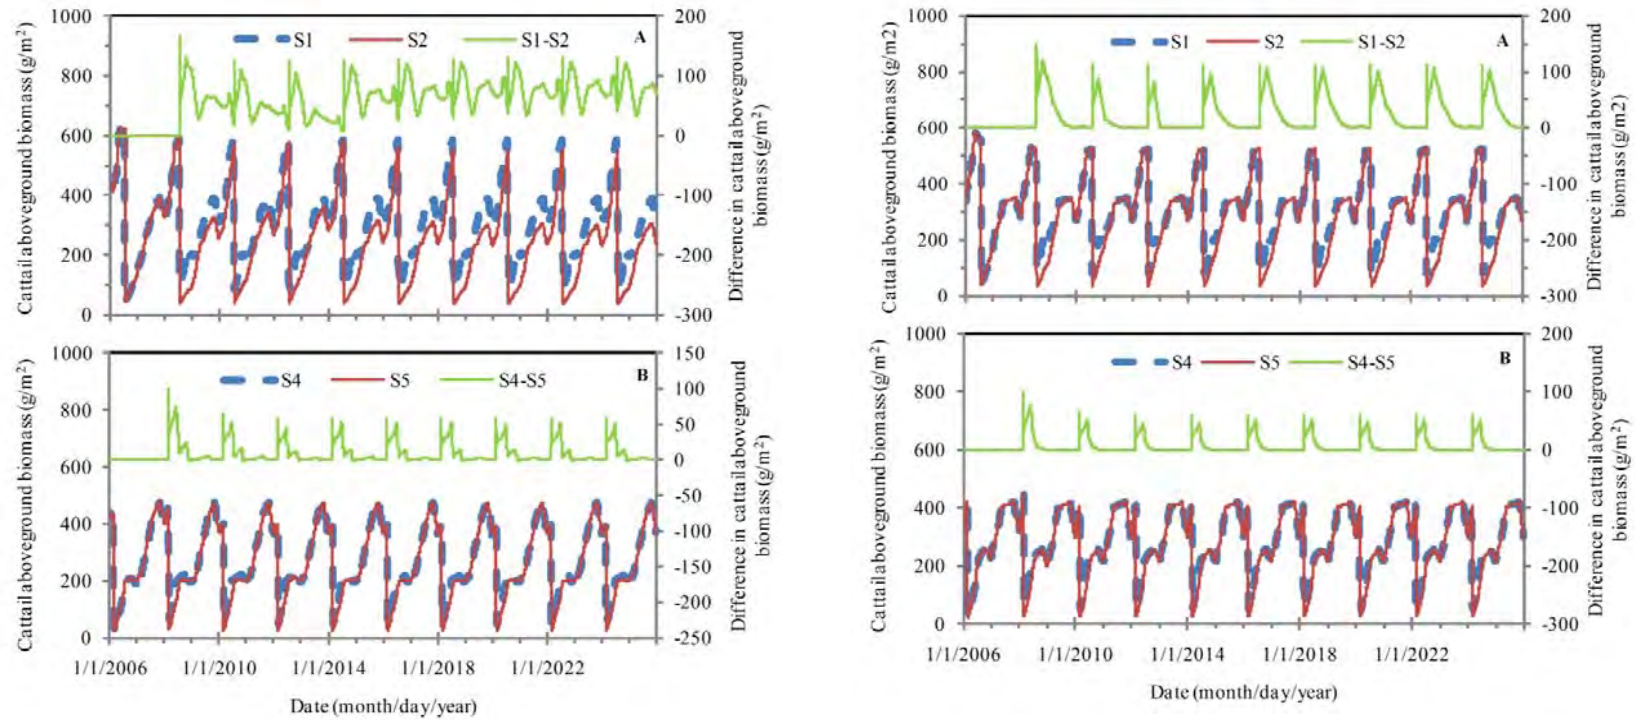 1000
800
600
400
200
0
Cattail aboveground biomass (g/m²)
S1 S2 S1-S2 A
200
100
0
-100
-200
-300
Difference in cattail aboveground
biomass (g/m²)
1000
800
600
400
200
0
Cattail aboveground biomass (g/m²)
S4 S5 S4-S5 B
150
100
50
0
-50
-100
-150
-200
-250
Difference in cattail aboveground
biomass (g/m²)
1/1/2006 1/1/2010 1/1/2014 1/1/2018 1/1/2022
Date (month/day/year)
1000
800
600
400
200
0
Cattail aboveground biomass (g/m2)
S1 S2 S1-S2 A
200
100
0
-100
-200
-300
Difference in cattail aboveground
biomass (g/m2)
1000
800
600
400
200
0
Cattail aboveground biomass (g/m²)
S4 S5 S4-S5 B
200
100
0
-100
-200
-300
Difference in cattail aboveground
biomass (g/m²)
1/1/2006 1/1/2010 1/1/2014 1/1/2018 1/1/2022
Date (month/day/year)